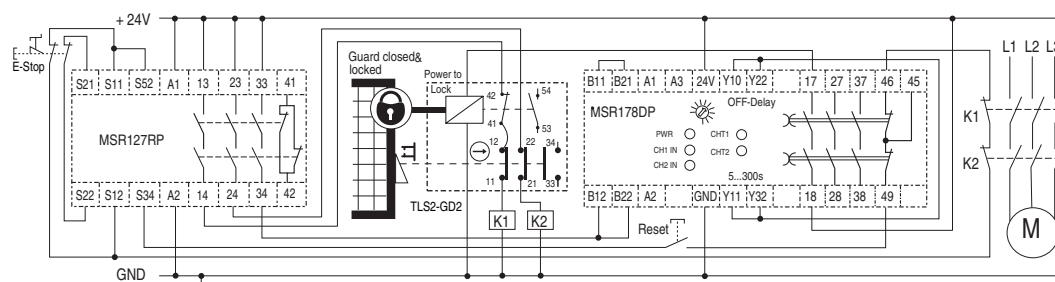 + 24V
E-Stop
S21 S11 S52 A1 13 23 33 41
MSR127RP
S22 S12 S34 A2 14 24 34 42
GND
Guard closed&
locked
Power to
Lock
42
54
41
53
12
22
34
11
21
33
TLS2-GD2
K1 K2
Reset
B11 B21 A1 A3 24V Y10 Y22 17 27 37 46 45
MSR178DP
OFF-Delay
PWR CHT1
CH1 IN CHT2
CH2 IN
5...300s
B12 B22 A2 GND Y11 Y32 18 28 38 49
L1 L2 L3
K1
K2
M